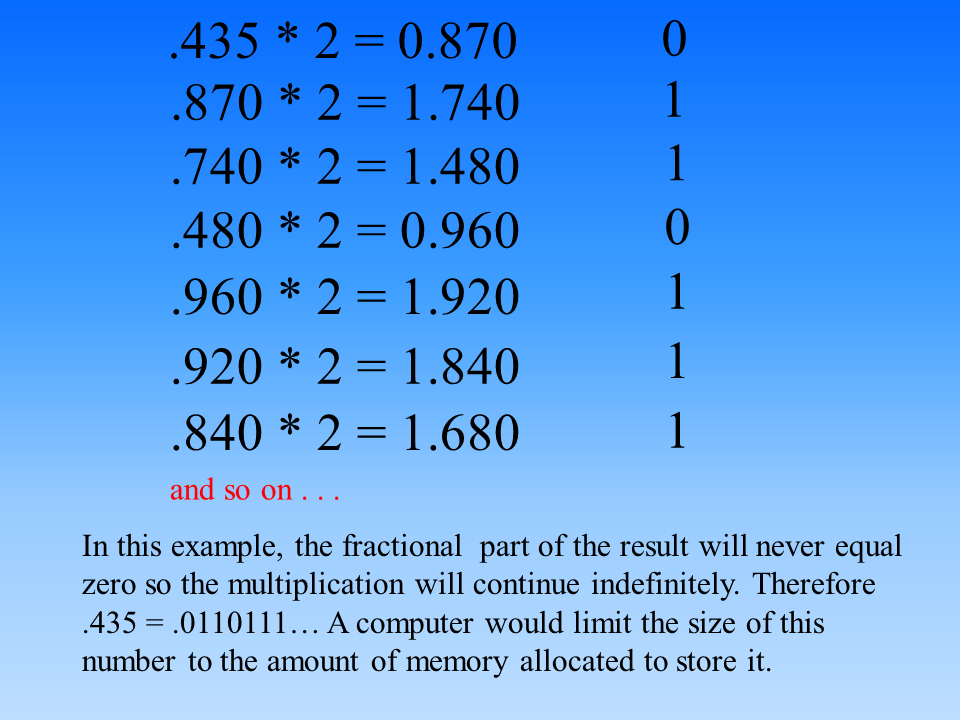 .435 * 2 = 0.870 0
.870 * 2 = 1.740 1
.740 * 2 = 1.480 1
.480 * 2 = 0.960 0
.960 * 2 = 1.920 1
.920 * 2 = 1.840 1
.840 * 2 = 1.680 1
and so on . . .
In this example, the fractional part of the result will never equal
zero so the multiplication will continue indefinitely. Therefore
.435 = .0110111… A computer would limit the size of this
number to the amount of memory allocated to store it.